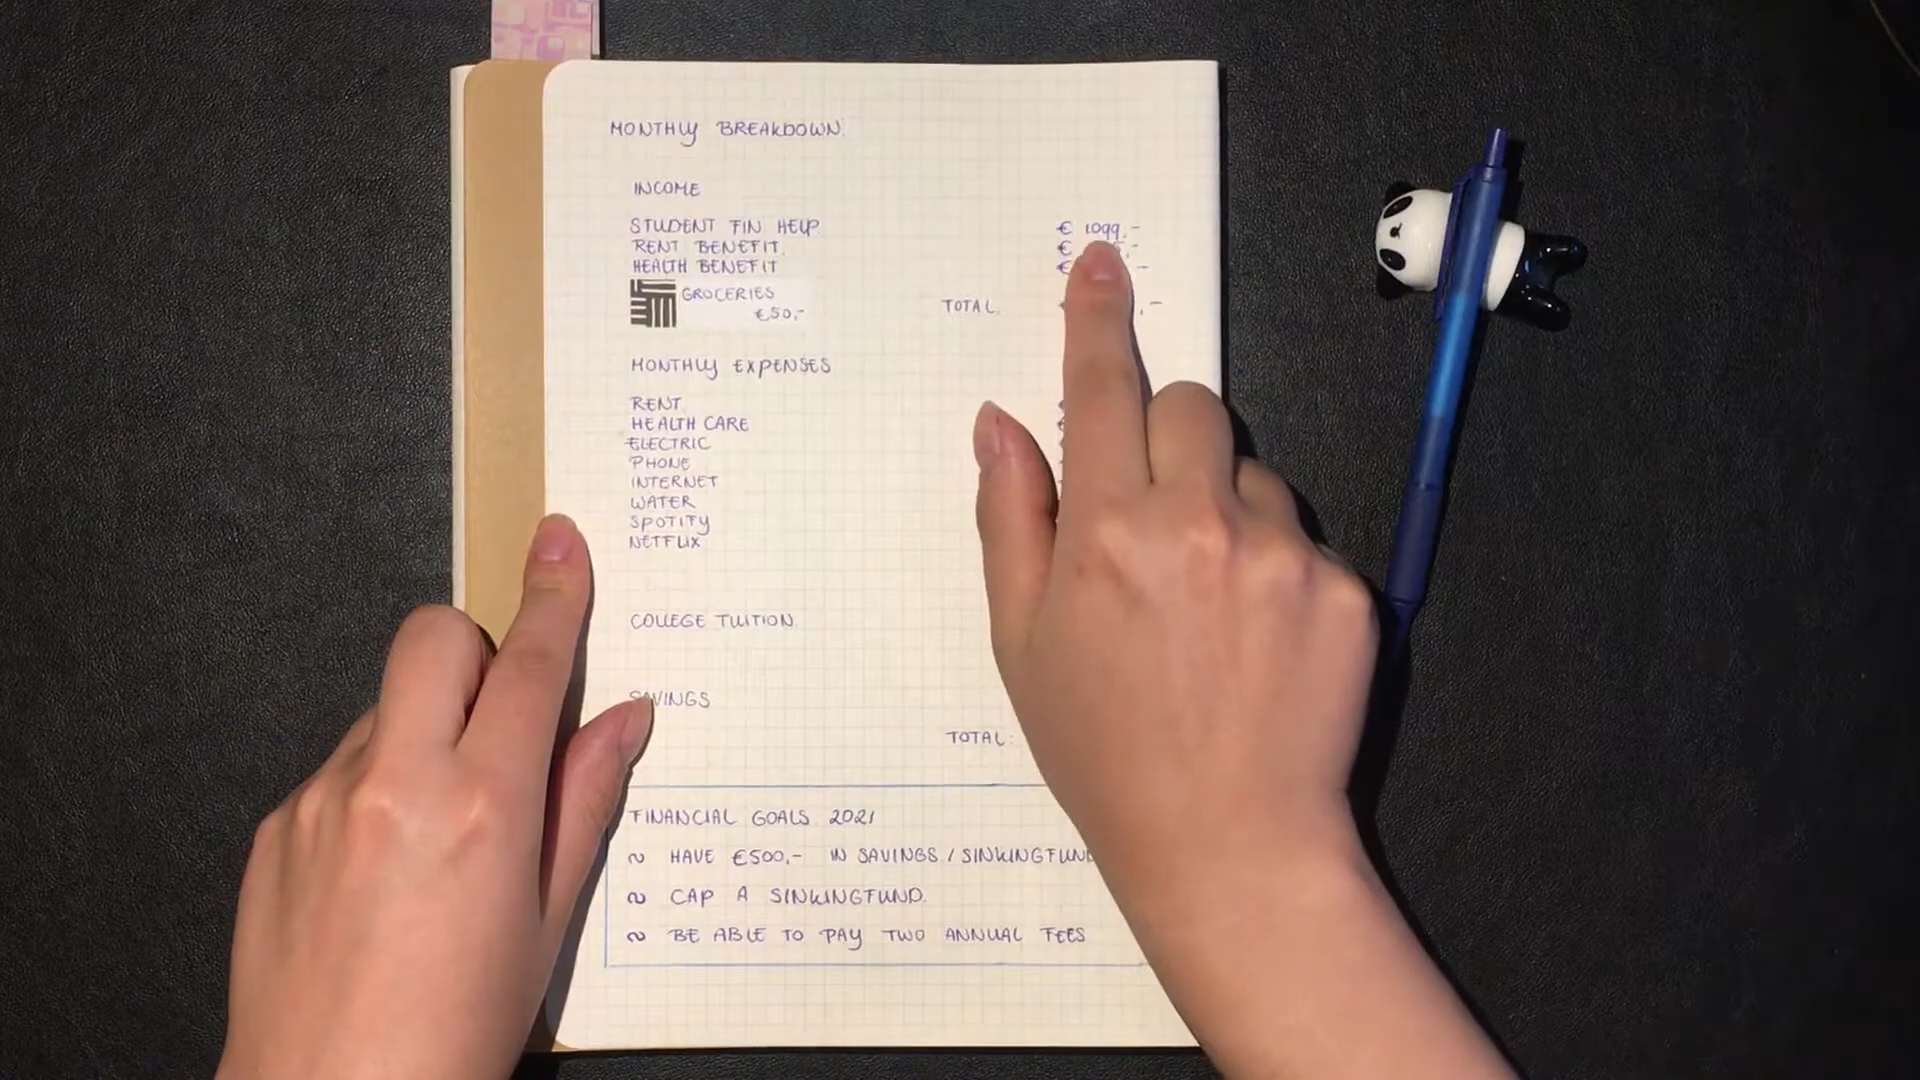 MONTHLY BREAKDOWN.
INCOME
STUDENT FIN HELP € 1099,-
RENT BENEFIT. €
HEALTH BENEFIT €
GROCERIES
€50,-
TOTAL.
MONTHLY EXPENSES
RENT
HEALTH CARE
ELECTRIC
PHONE
INTERNET
WATER
SPOTIFY
NETFLIX
COLLEGE TUITION.
SAVINGS
TOTAL:
FINANCIAL GOALS 2021
~ HAVE €500,- IN SAVINGS / SINKINGFUND
~ CAP A SINKINGFUND.
~ BE ABLE TO PAY TWO ANNUAL FEES